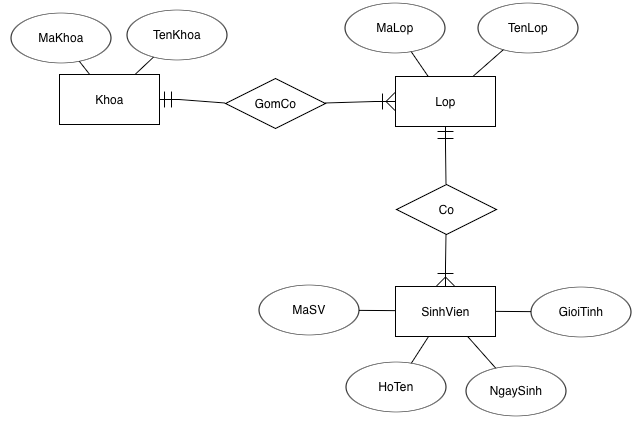 MaKhoa
TenKhoa
MaLop
TenLop
Khoa
GomCo
Lop
Co
MaSV
SinhVien
GioiTinh
HoTen
NgaySinh